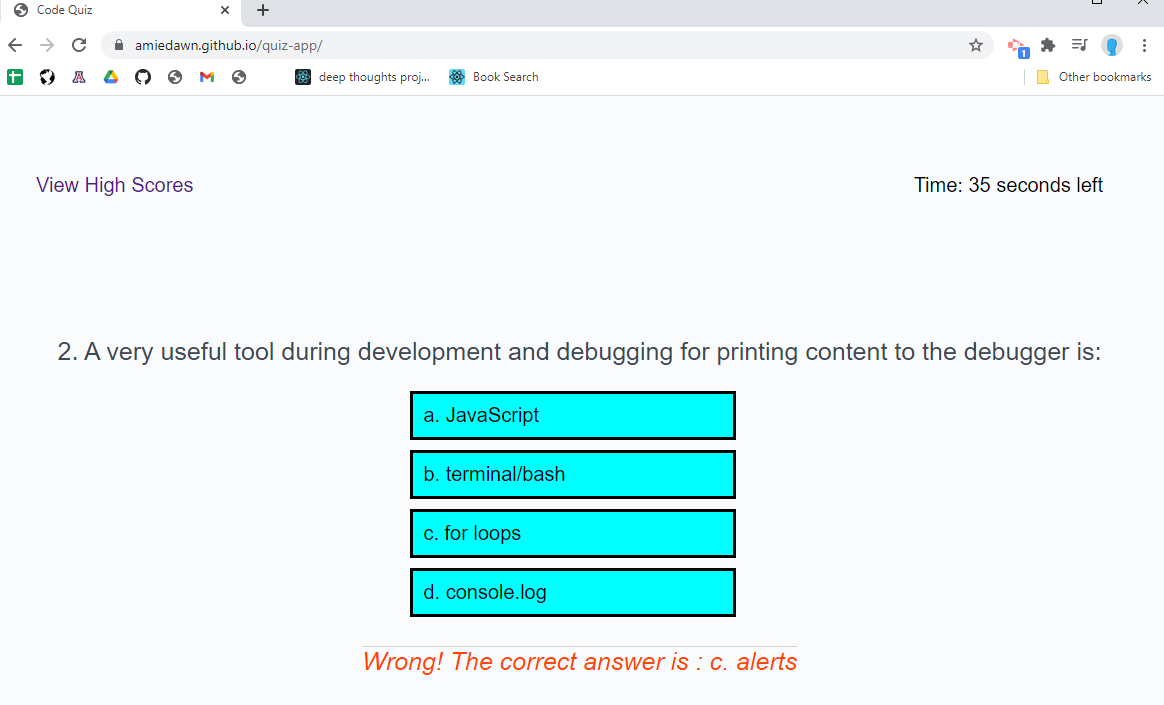 Code Quiz
amiedawn.github.io/quiz-app/
1
deep thoughts proj...
Book Search
Other bookmarks
View High Scores
Time: 35 seconds left
2. A very useful tool during development and debugging for printing content to the debugger is:
a. JavaScript
b. terminal/bash
c. for loops
d. console.log
Wrong! The correct answer is : c. alerts